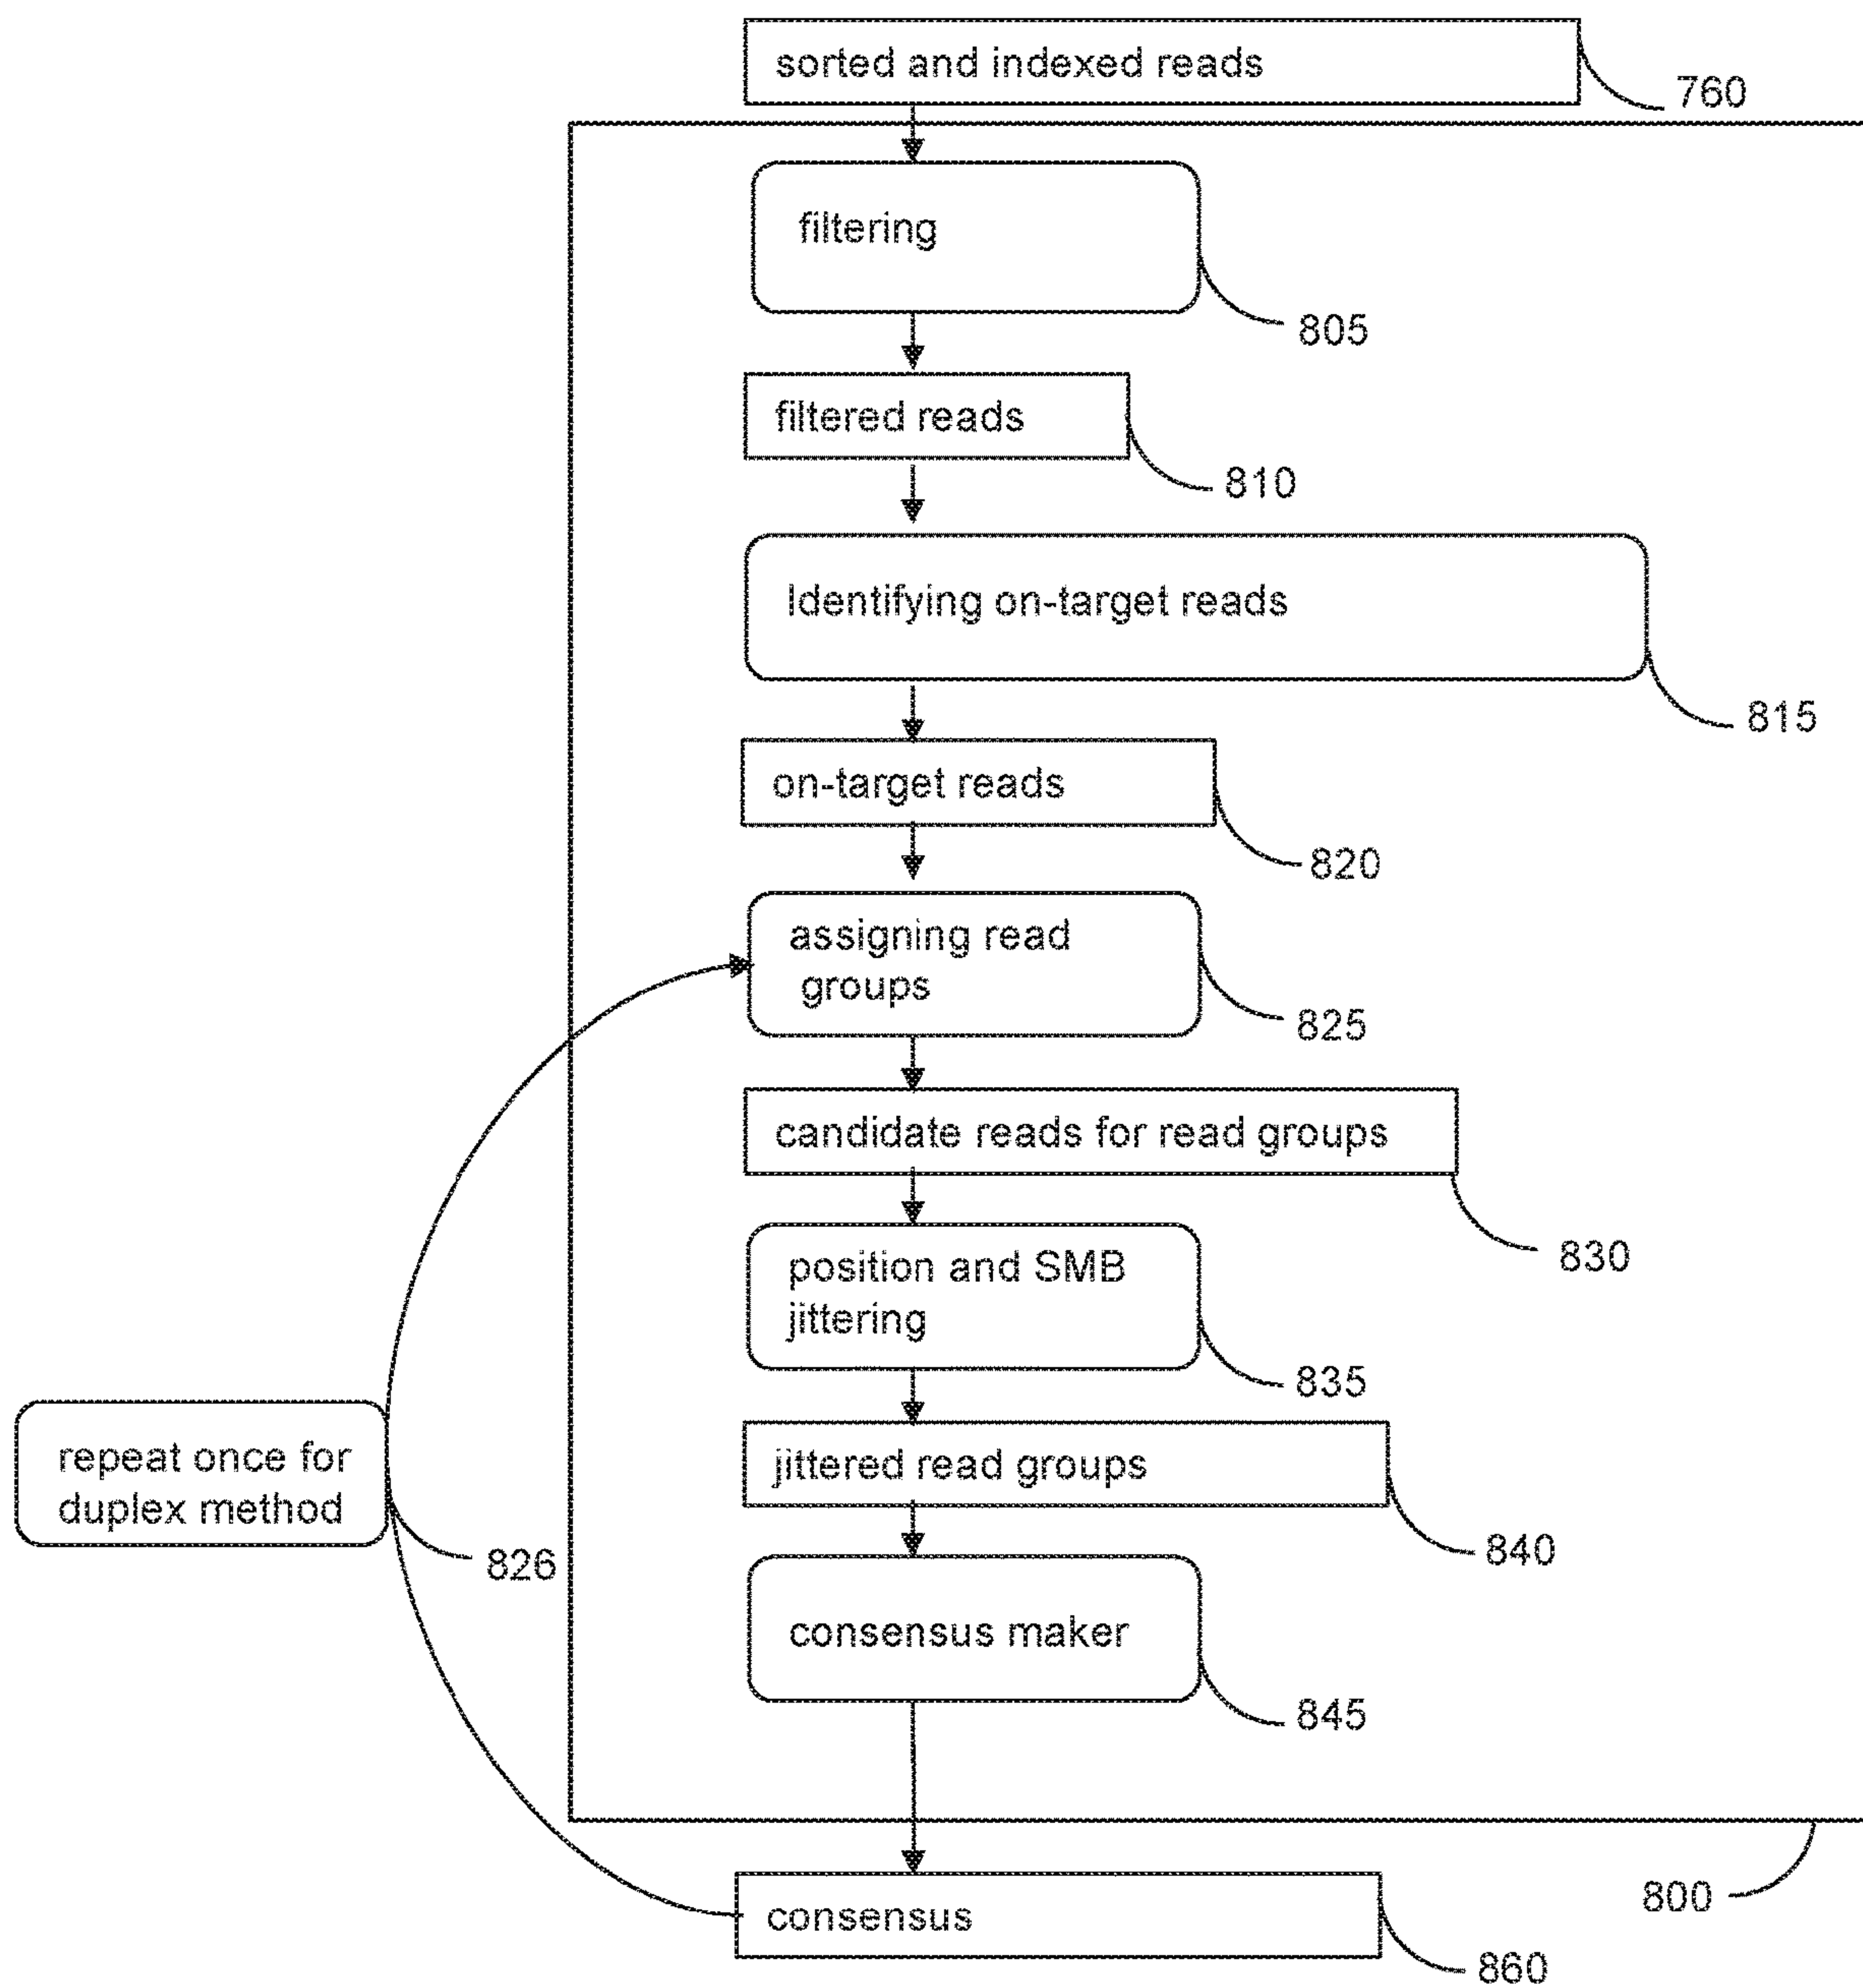 sorted and indexed reads
760
filtering
805
filtered reads
810
Identifying on-target reads
815
on-target reads
820
assigning read
groups
825
candidate reads for read groups
830
position and SMB
jittering
835
jittered read groups
840
repeat once for
duplex method
826
consensus maker
845
800
consensus
860